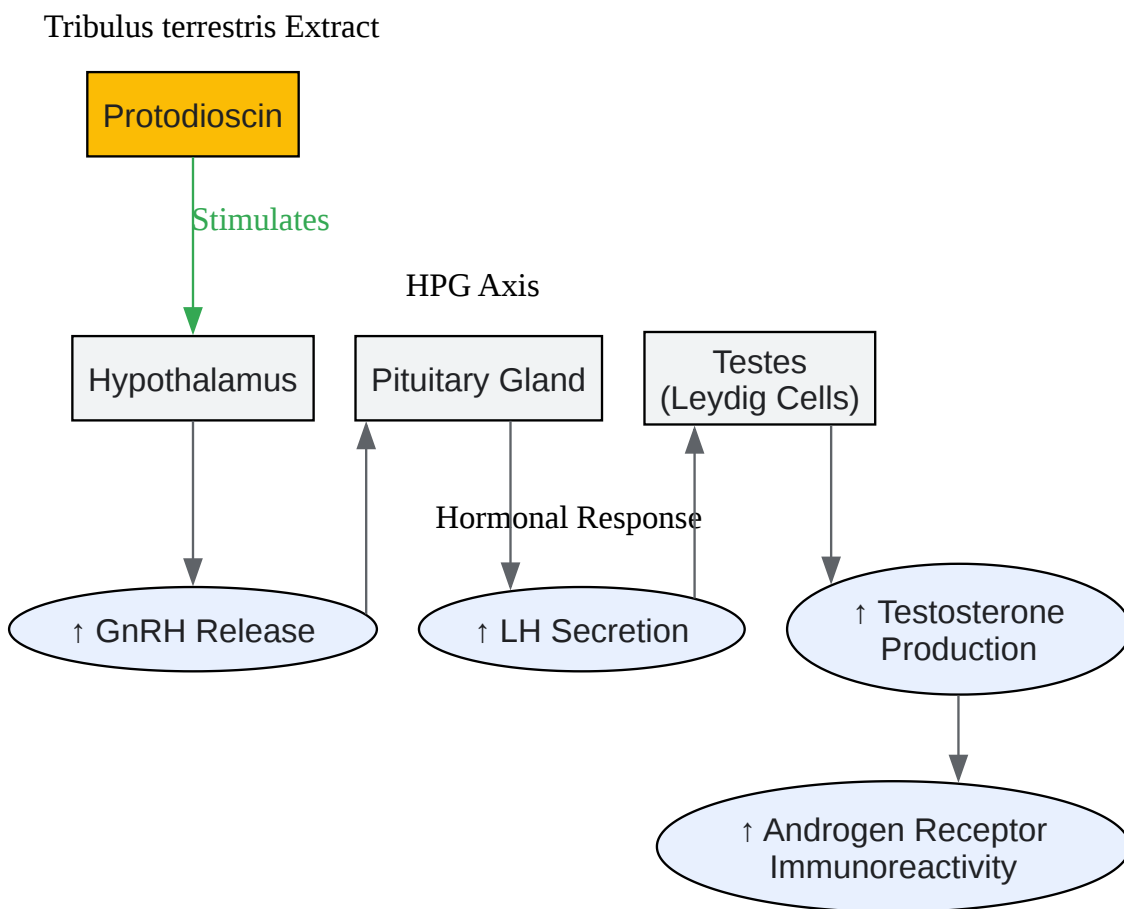 Tribulus terrestris Extract
Protodioscin
Stimulates
HPG Axis
Hypothalamus
Pituitary Gland
Testes
(Leydig Cells)
Hormonal Response
↑ GnRH Release
↑ LH Secretion
↑ Testosterone
Production
↑ Androgen Receptor
Immunoreactivity